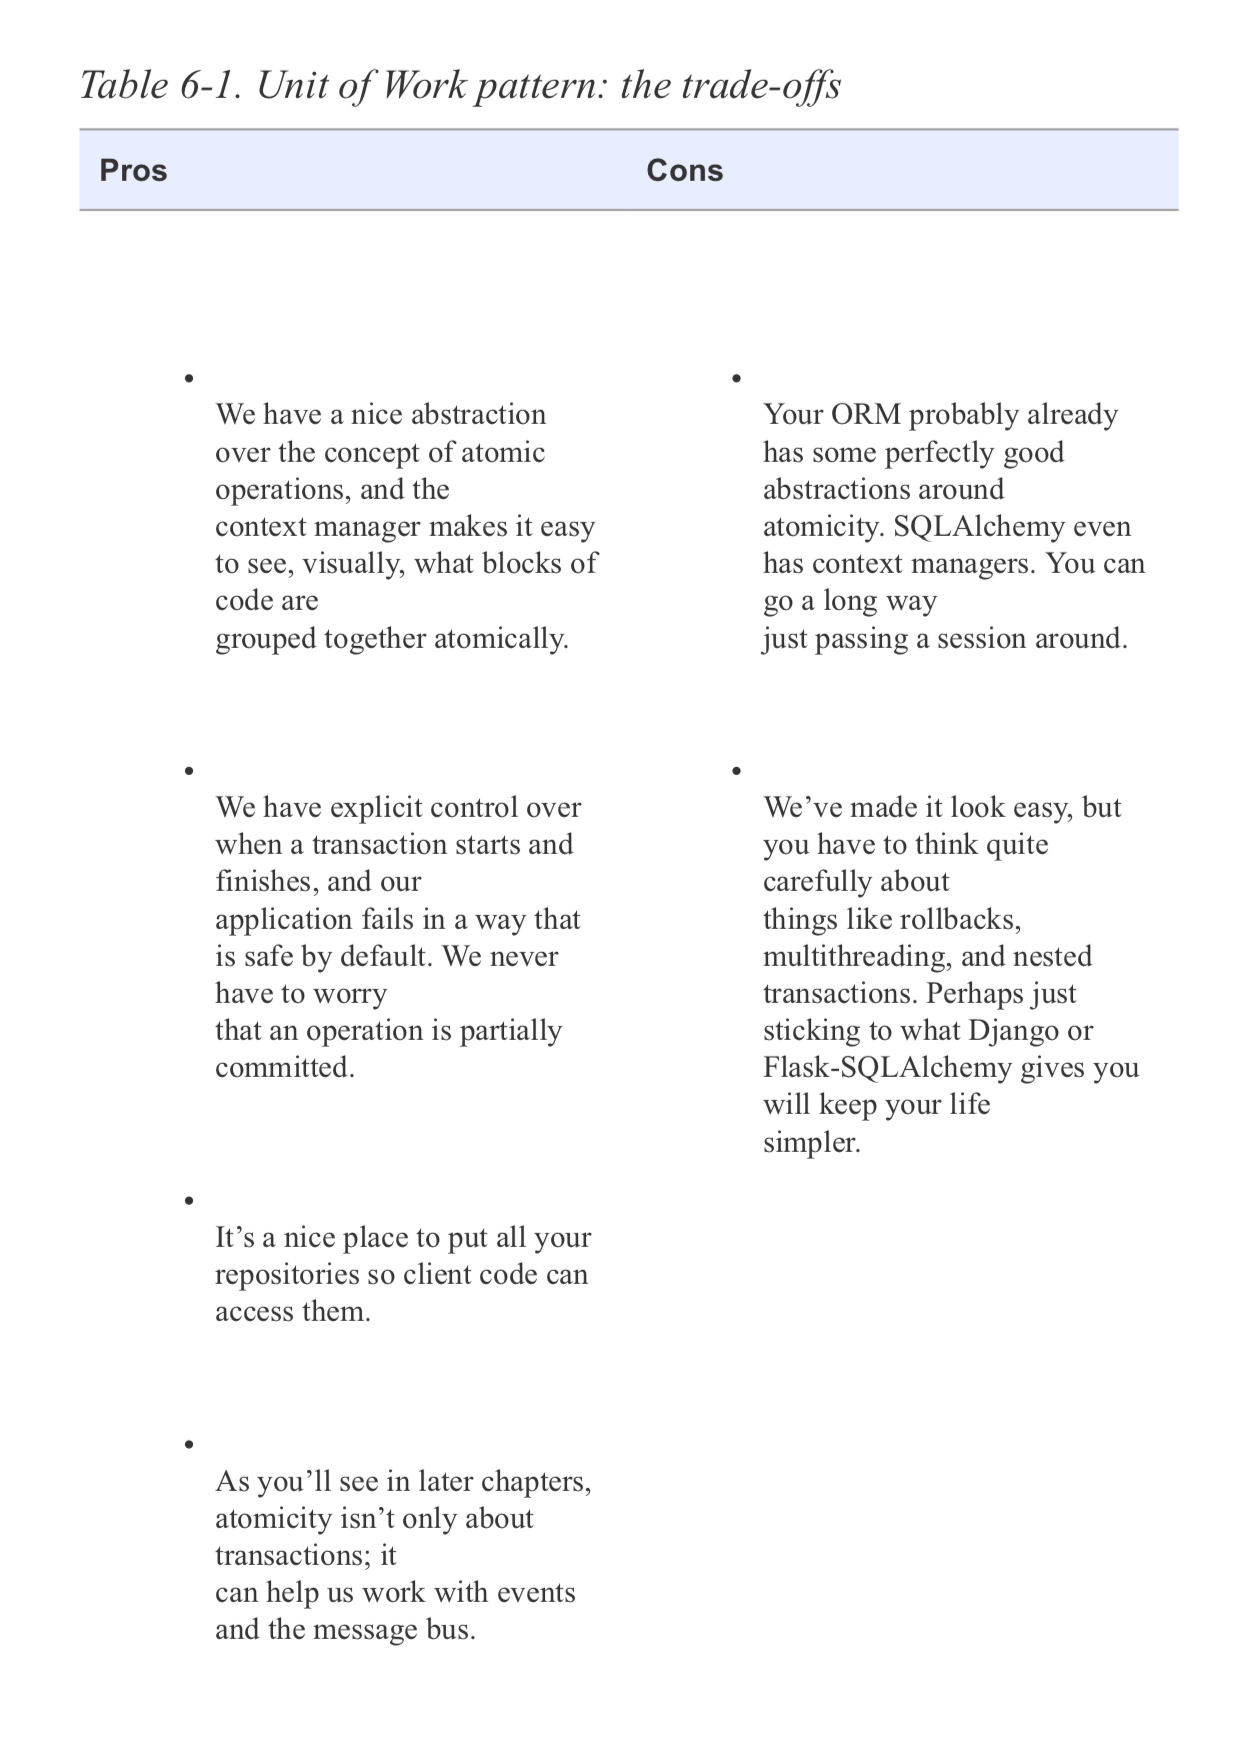 Table 6-1. Unit of Work pattern: the trade-offs
Pros
Cons
•
We have a nice abstraction
over the concept of atomic
operations, and the
context manager makes it easy
to see, visually, what blocks of
code are
grouped together atomically.
•
We have explicit control over
when a transaction starts and
finishes, and our
application fails in a way that
is safe by default. We never
have to worry
that an operation is partially
committed.
•
It’s a nice place to put all your
repositories so client code can
access them.
•
As you’ll see in later chapters,
atomicity isn’t only about
transactions; it
can help us work with events
and the message bus.
•
Your ORM probably already
has some perfectly good
abstractions around
atomicity. SQLAlchemy even
has context managers. You can
go a long way
just passing a session around.
•
We’ve made it look easy, but
you have to think quite
carefully about
things like rollbacks,
multithreading, and nested
transactions. Perhaps just
sticking to what Django or
Flask-SQLAlchemy gives you
will keep your life
simpler.